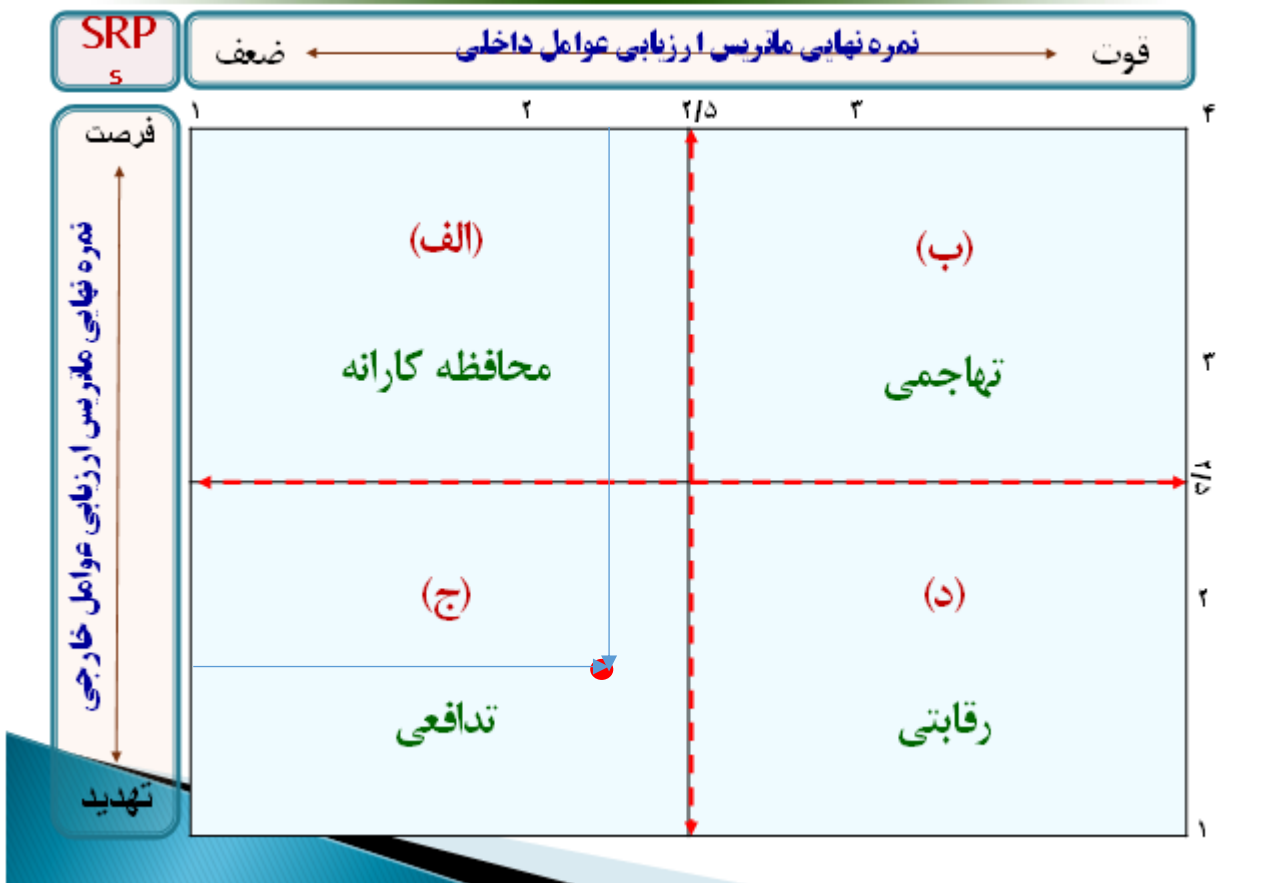 SRP
s
قوت
نمره نهایی ماتریس ارزیابی عوامل داخلی
ضعف
۱
۲
۲/۵
۳
۴
فرصت
نمره نهایی ماتریس ارزیابی عوامل خارجی
تهدید
(ب)
(الف)
تهاجمی
محافظه کارانه
۳
۲/۵
(د)
(ج)
۲
رقابتی
تدافعی
۱